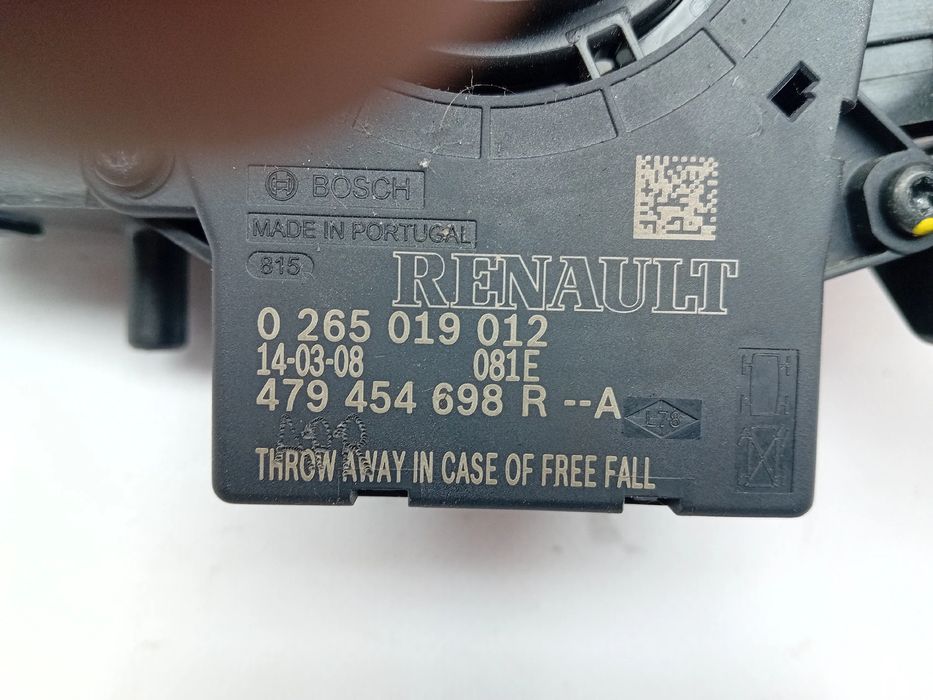 BOSCH
MADE IN PORTUGAL
815
RENAULT
0 265 019 012
14-03-08 081E
479 454 698 R --A
L78
THROW AWAY IN CASE OF FREE FALL